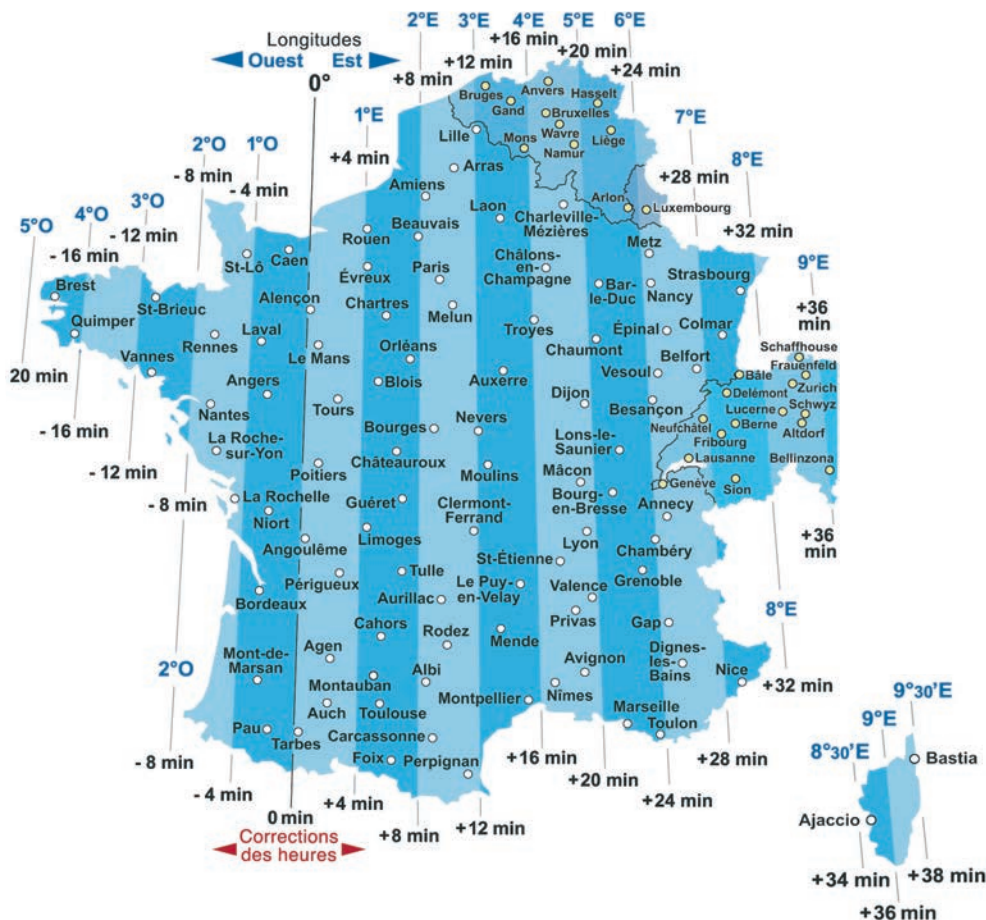 Longitudes
Ouest Est
0°
2°E
+8 min
3°E
+12 min
4°E
+16 min
5°E
+20 min
6°E
+24 min
1°E
+4 min
7°E
+28 min
8°E
+32 min
9°E
+36
min
2°O
- 8 min
1°O
- 4 min
3°O
- 12 min
4°O
- 16 min
5°O
Bruges
Gand
Anvers
Hasselt
Bruxelles
Wavre
Mons
Namur
Liège
Lille
Arras
Amiens
Arlon
Luxembourg
Laon
Charleville-
Mézières
Beauvais
Rouen
Metz
St-Lô
Caen
Évreux
Paris
Châlons-
en-
Champagne
Strasbourg
Bar-
le-Duc
Nancy
Brest
St-Brieuc
Alençon
Chartres
Melun
Quimper
Rennes
Laval
Troyes
Épinal
Colmar
Le Mans
Orléans
Chaumont
Schaffhouse
Vannes
Belfort
Frauenfeld
20 min
Angers
Blois
Auxerre
Vesoul
Bâle
Zurich
Delémont
Nantes
Tours
Dijon
Besançon
Lucerne
Schwyz
- 16 min
Bourges
Nevers
Neufchâtel
Berne
Altdorf
La Roche-
sur-Yon
Lons-le-
Saunier
Fribourg
Châteauroux
Lausanne
- 12 min
Poitiers
Moulins
Mâcon
Bellinzona
Genève
Sion
- 8 min
La Rochelle
Guéret
Clermont-
Ferrand
Bourg-
en-Bresse
Annecy
Niort
Limoges
+36
min
Angoulême
Lyon
Chambéry
St-Étienne
Périgueux
Tulle
Le Puy-
en-Velay
Grenoble
Bordeaux
Aurillac
Valence
Privas
8°E
Cahors
Gap
Rodez
Mende
Mont-de-
Marsan
Agen
Avignon
Dignes-
les-
Bains
2°O
Albi
Nice
+32 min
Montauban
Montpellier
Nîmes
Auch
Toulouse
Marseille
Toulon
Pau
Tarbes
Carcassonne
Foix
Perpignan
- 8 min
- 4 min
0 min
+4 min
+8 min
+12 min
+16 min
+20 min
+24 min
+28 min
Corrections
des heures
9°30'E
9°E
8°30'E
Bastia
Ajaccio
+34 min
+36 min
+38 min